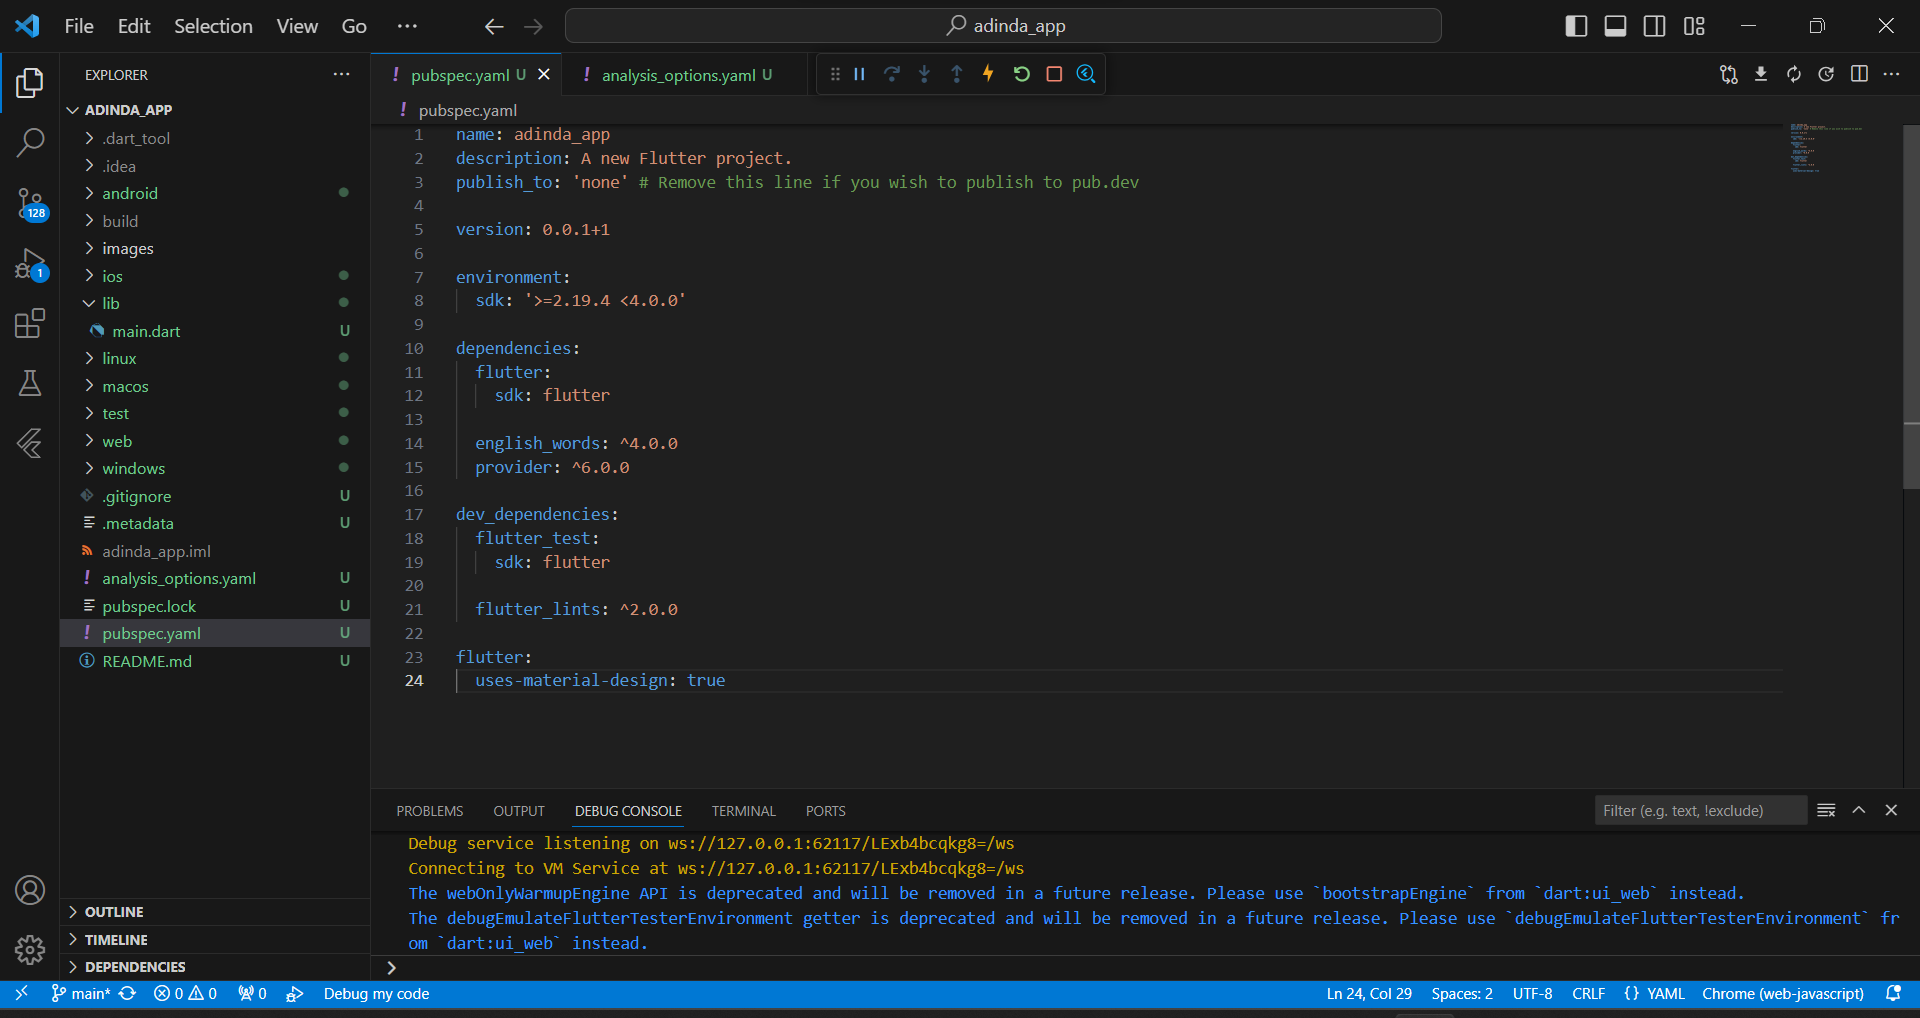 File Edit Selection View Go ···
adinda_app
EXPLORER
ADINDA_APP
.dart_tool
.idea
android
build
images
ios
lib
main.dart U
linux
macos
test
web
windows
.gitignore U
.metadata U
adinda_app.iml
analysis_options.yaml U
pubspec.lock U
pubspec.yaml U
README.md U
OUTLINE
TIMELINE
DEPENDENCIES
128
1
! pubspec.yaml U
! analysis_options.yaml U
! pubspec.yaml
1 name: adinda_app
2 description: A new Flutter project.
3 publish_to: 'none' # Remove this line if you wish to publish to pub.dev
4
5 version: 0.0.1+1
6
7 environment:
8 sdk: '>=2.19.4 <4.0.0'
9
10 dependencies:
11 flutter:
12 sdk: flutter
13
14 english_words: ^4.0.0
15 provider: ^6.0.0
16
17 dev_dependencies:
18 flutter_test:
19 sdk: flutter
20
21 flutter_lints: ^2.0.0
22
23 flutter:
24 uses-material-design: true
PROBLEMS OUTPUT DEBUG CONSOLE TERMINAL PORTS
Filter (e.g. text, !exclude)
Debug service listening on ws://127.0.0.1:62117/LExb4bcqkg8=/ws
Connecting to VM Service at ws://127.0.0.1:62117/LExb4bcqkg8=/ws
The webOnlyWarmupEngine API is deprecated and will be removed in a future release. Please use `bootstrapEngine` from `dart:ui_web` instead.
The debugEmulateFlutterTesterEnvironment getter is deprecated and will be removed in a future release. Please use `debugEmulateFlutterTesterEnvironment` fr
om `dart:ui_web` instead.
main* 0 0 0 Debug my code
Ln 24, Col 29 Spaces: 2 UTF-8 CRLF {} YAML Chrome (web-javascript)